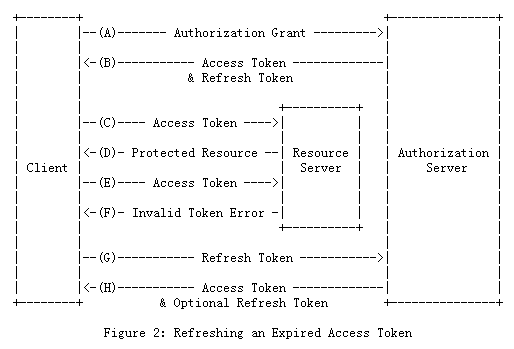 --(A)------- Authorization Grant --------->
<-(B)----------- Access Token -------------
& Refresh Token
--(C)---- Access Token ---->
<-(D)- Protected Resource --
Resource
Authorization
Client
Server
Server
--(E)---- Access Token ---->
<-(F)- Invalid Token Error -
--(G)----------- Refresh Token ----------->
<-(H)----------- Access Token -------------
& Optional Refresh Token
Figure 2: Refreshing an Expired Access Token